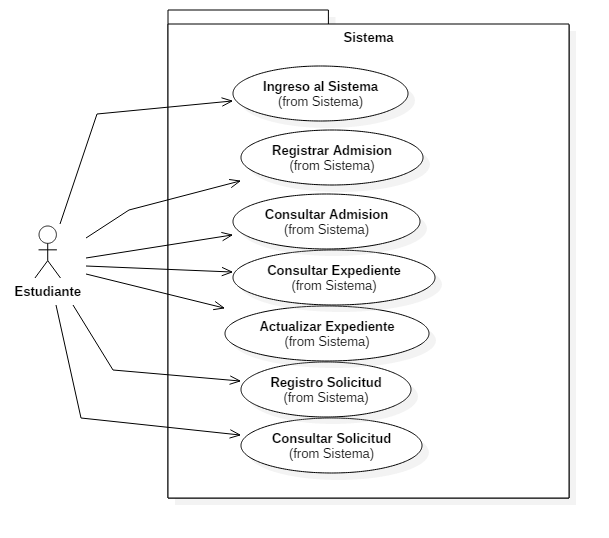 Sistema
Ingreso al Sistema
(from Sistema)
Registrar Admision
(from Sistema)
Consultar Admision
(from Sistema)
Consultar Expediente
(from Sistema)
Estudiante
Actualizar Expediente
(from Sistema)
Registro Solicitud
(from Sistema)
Consultar Solicitud
(from Sistema)